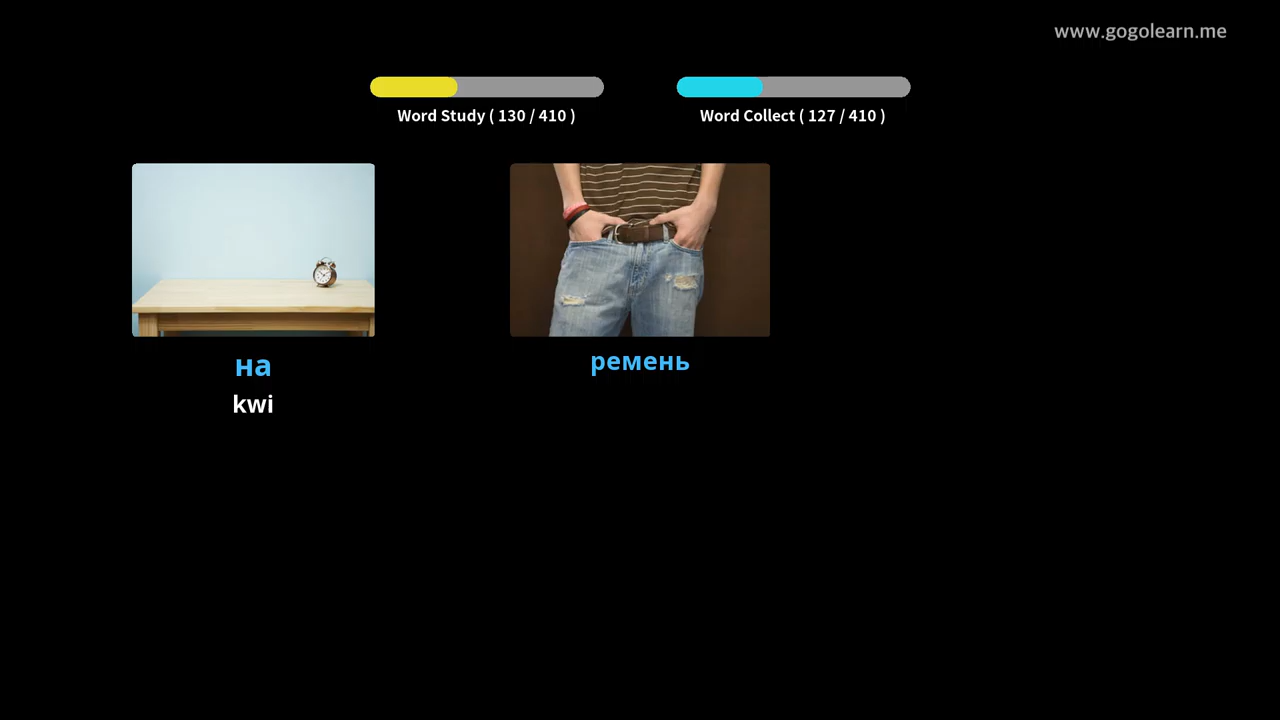 www.gogolearn.me
Word Study ( 130 / 410 )
Word Collect ( 127 / 410 )
на
kwi
ремень